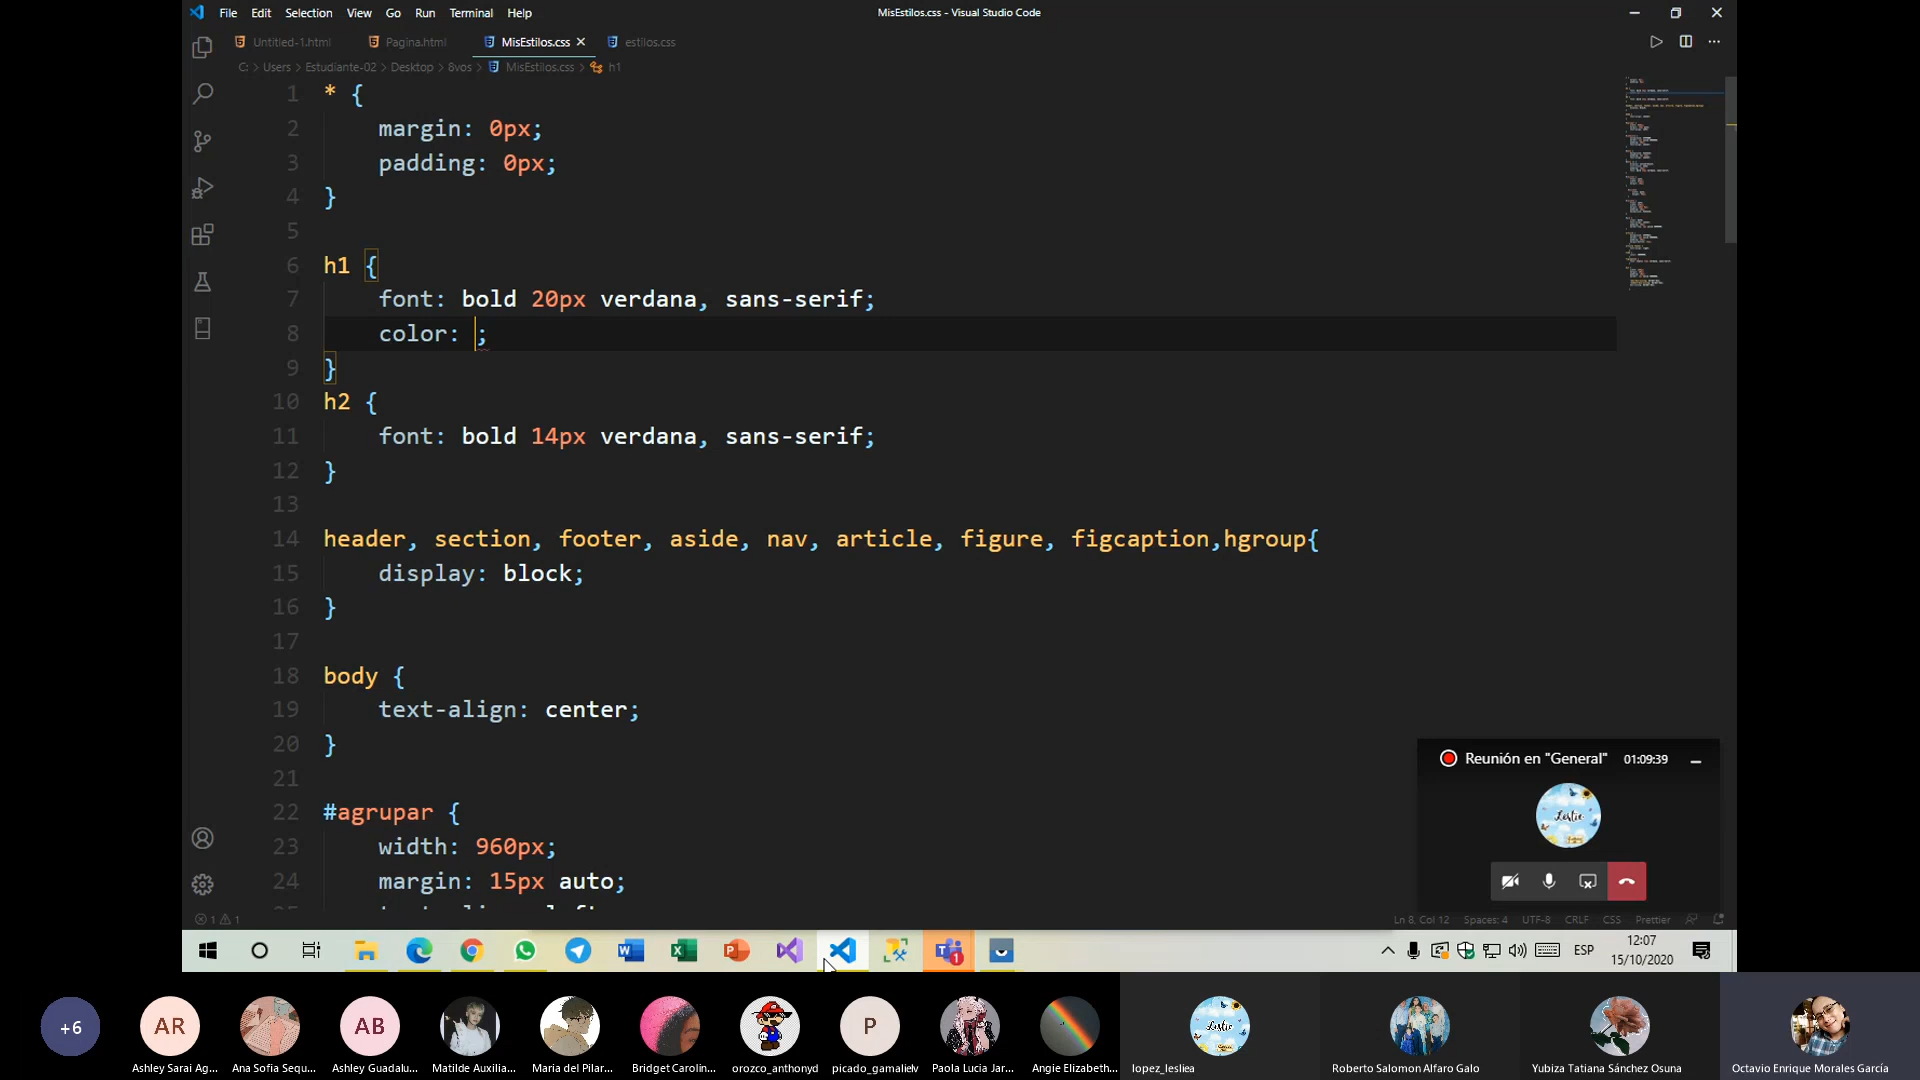 File Edit Selection View Go Run Terminal Help
MisEstilos.css - Visual Studio Code
Untitled-1.html Pagina.html MisEstilos.css estilos.css
C: > Users > Estudiante-02 > Desktop > 8vos > MisEstilos.css > h1
1 * {
2 margin: 0px;
3 padding: 0px;
4 }
5
6 h1 {
7 font: bold 20px verdana, sans-serif;
8 color: ;
9 }
10 h2 {
11 font: bold 14px verdana, sans-serif;
12 }
13
14 header, section, footer, aside, nav, article, figure, figcaption,hgroup{
15 display: block;
16 }
17
18 body {
19 text-align: center;
20 }
21
22 #agrupar {
23 width: 960px;
24 margin: 15px auto;
Reunión en "General" 01:09:39
Leslie
1 1
Ln 8, Col 12 Spaces: 4 UTF-8 CRLF CSS Prettier
1
ESP
12:07
15/10/2020
+6
AR
AB
P
Leslie
Ashley Sarai Ag...
Ana Sofia Sequ...
Ashley Guadalu...
Matilde Auxilia...
Maria del Pilar...
Bridget Carolin...
orozco_anthonyd
picado_gamalielv
Paola Lucia Jar...
Angie Elizabeth...
lopez_lesliea
Roberto Salomon Alfaro Galo
Yubiza Tatiana Sánchez Osuna
Octavio Enrique Morales García